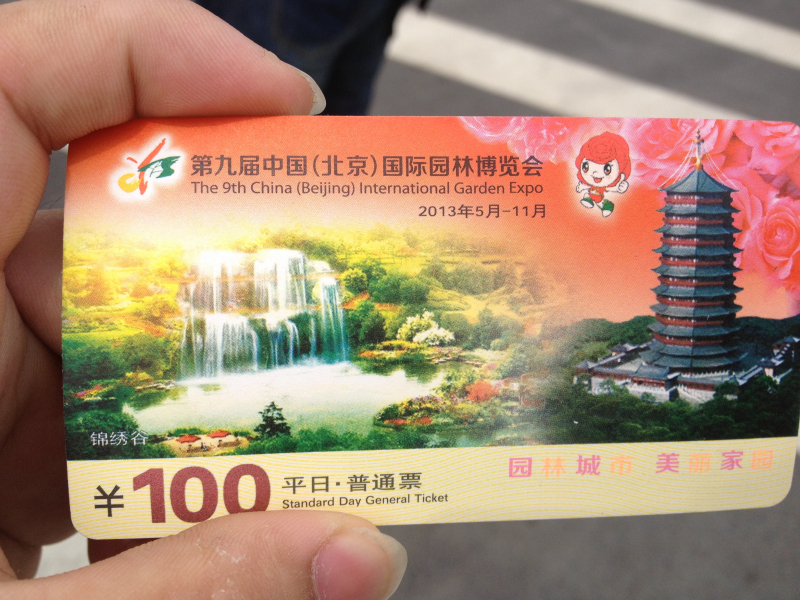 第九届中国(北京)国际园林博览会
The 9th China (Beijing) International Garden Expo
2013年5月-11月
锦绣谷
园林城市 美丽家园
¥100 平日·普通票
Standard Day General Ticket